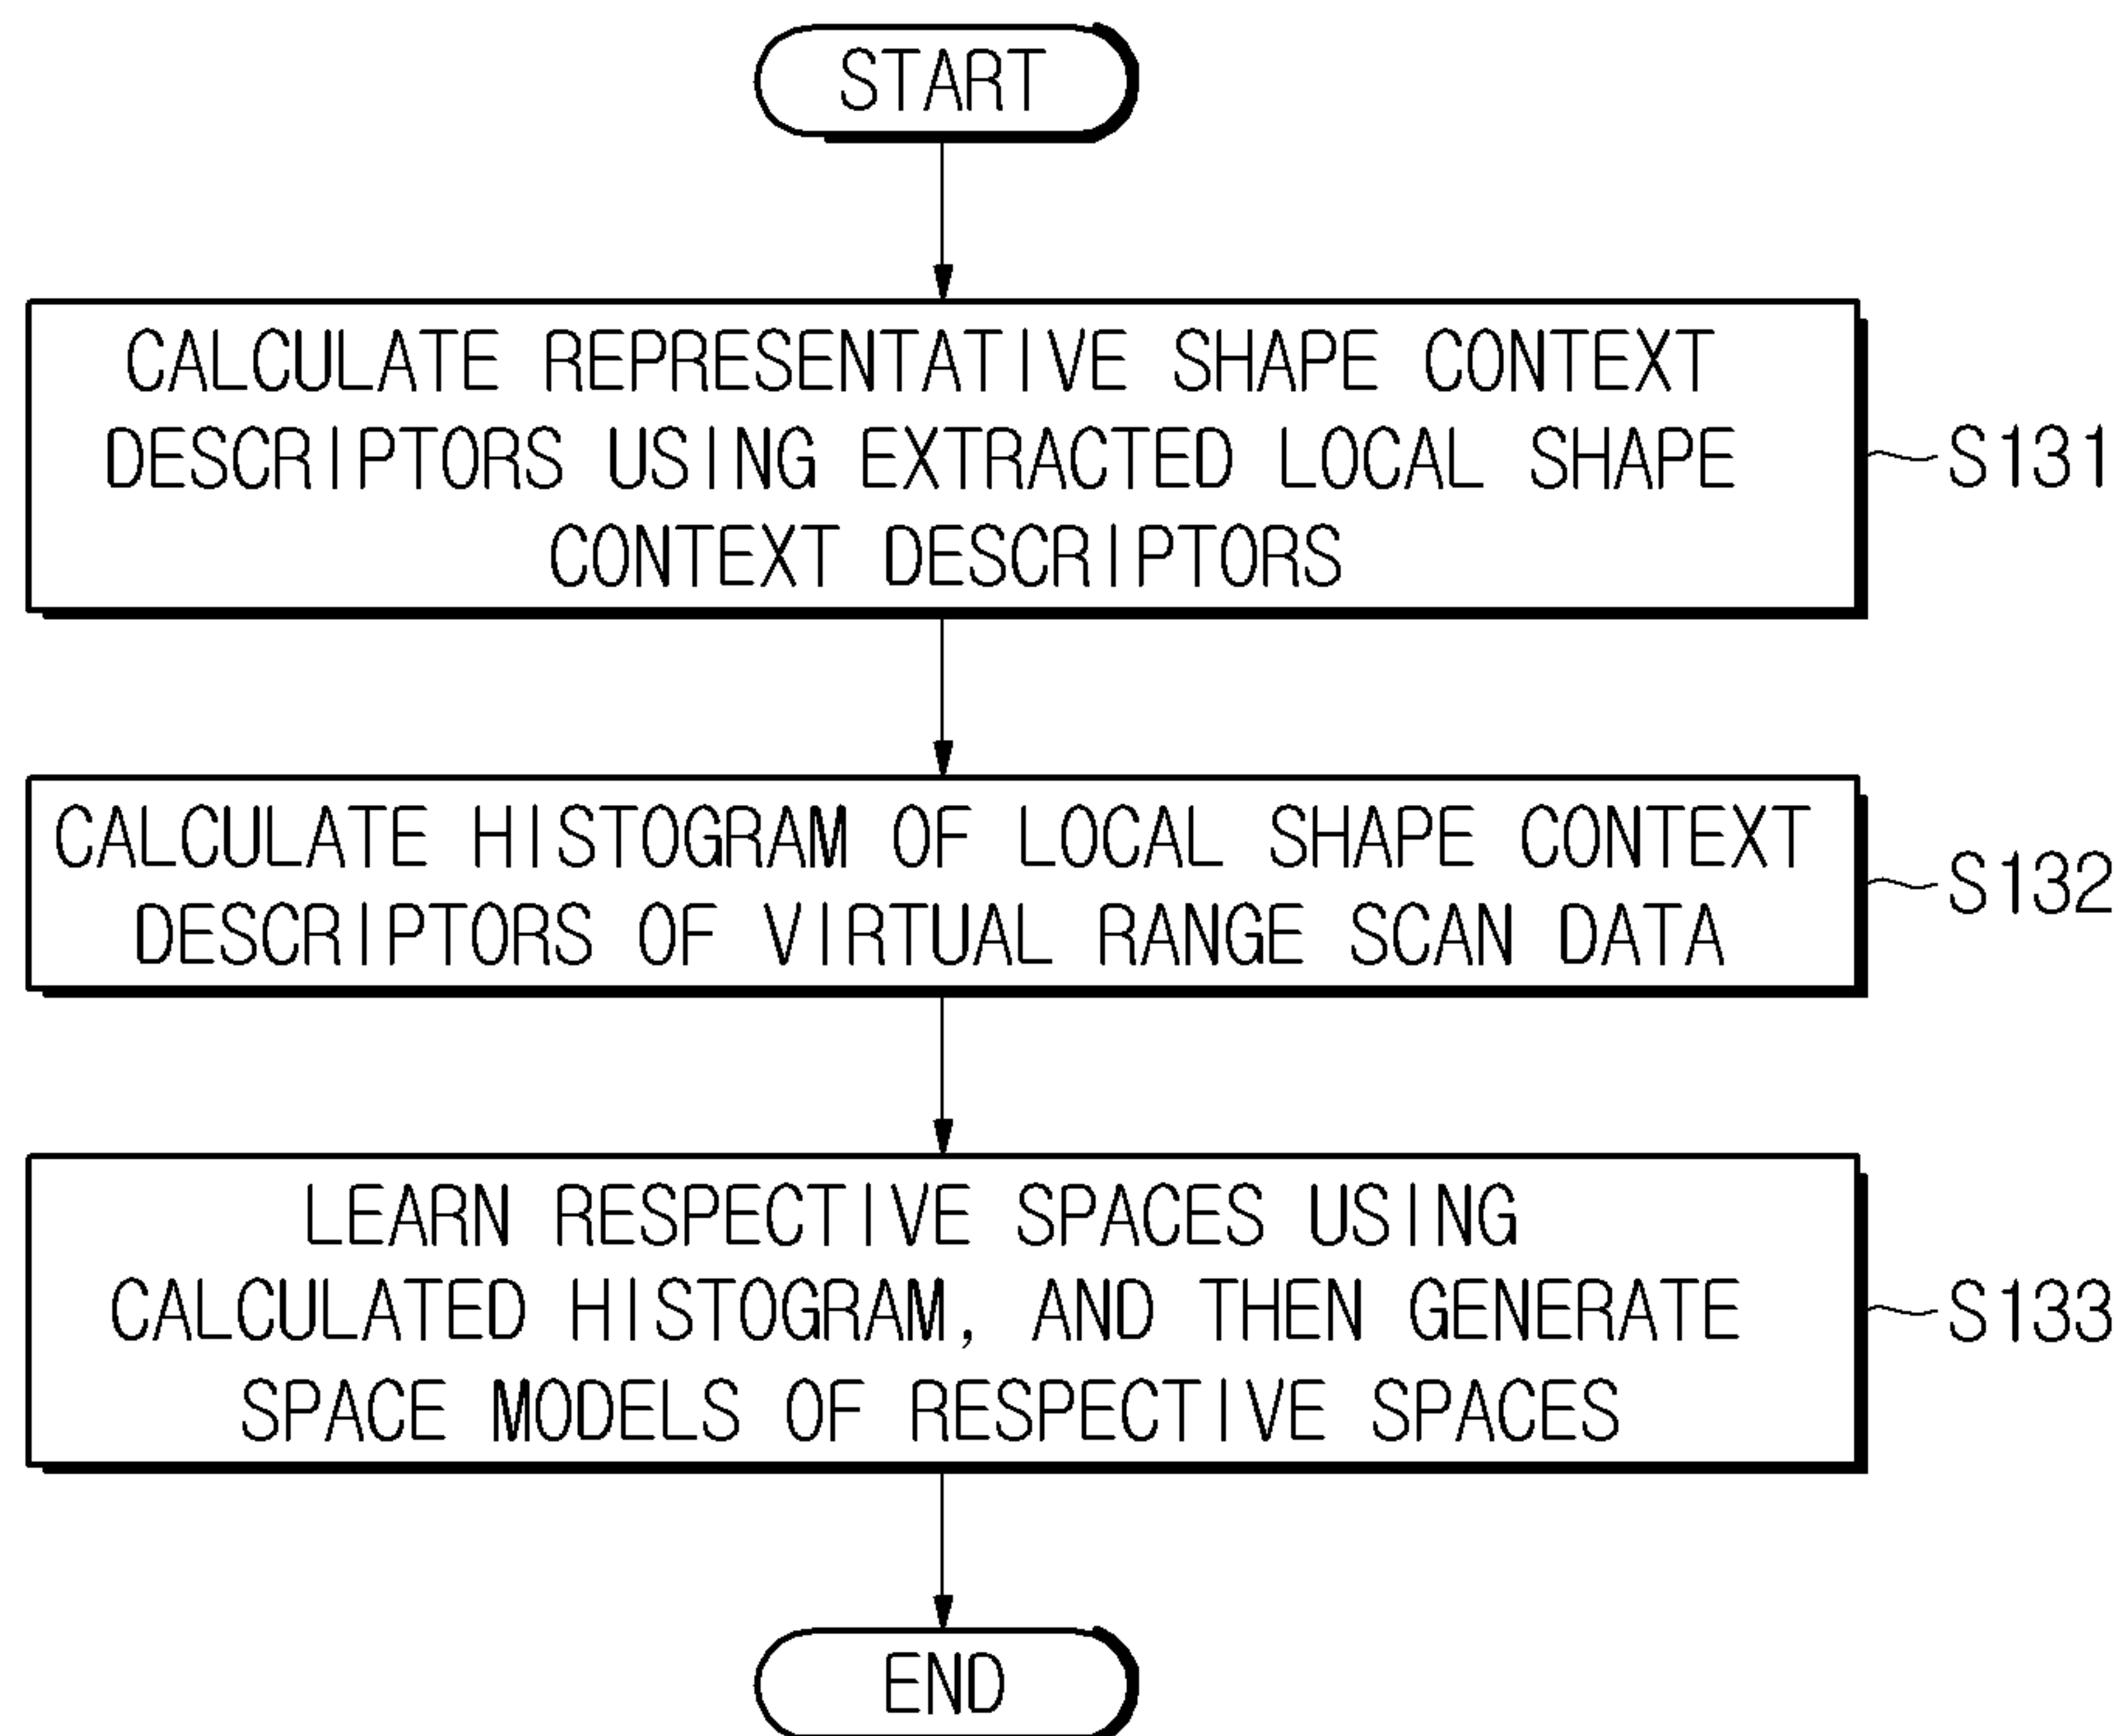 START
CALCULATE REPRESENTATIVE SHAPE CONTEXT
DESCRIPTORS USING EXTRACTED LOCAL SHAPE
CONTEXT DESCRIPTORS
S131
CALCULATE HISTOGRAM OF LOCAL SHAPE CONTEXT
DESCRIPTORS OF VIRTUAL RANGE SCAN DATA
S132
LEARN RESPECTIVE SPACES USING
CALCULATED HISTOGRAM, AND THEN GENERATE
SPACE MODELS OF RESPECTIVE SPACES
S133
END